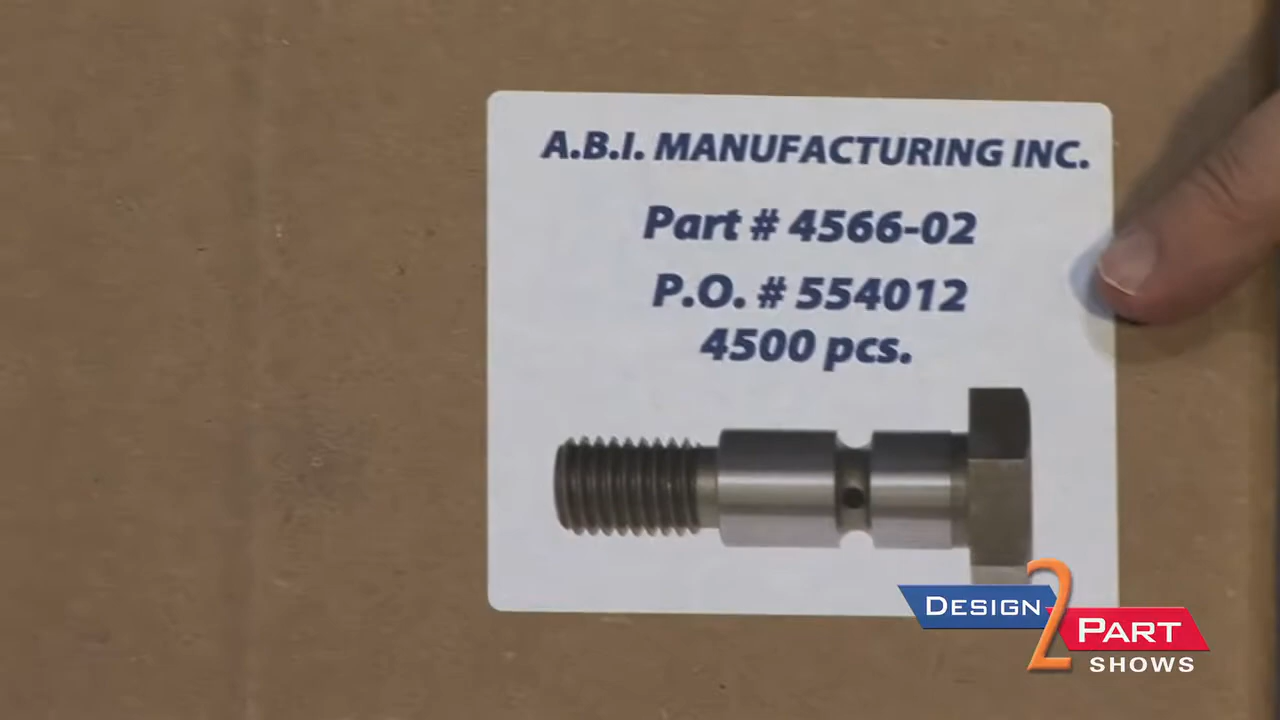 A.B.I. MANUFACTURING INC.
Part # 4566-02
P.O. # 554012
4500 pcs.
DESIGN
2
PART
SHOWS